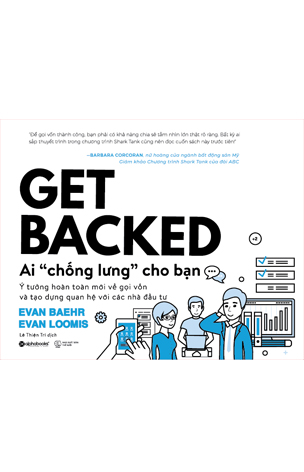 "Để gọi vốn thành công, bạn phải có khả năng chia sẻ tầm nhìn lớn thật rõ ràng. Bất kỳ ai
sắp thuyết trình trong chương trình Shark Tank cũng nên đọc cuốn sách này trước tiên!"
—BARBARA CORCORAN, nữ hoàng của ngành bất động sản Mỹ
Giám khảo Chương trình Shark Tank của đài ABC
GET
BACKED
+3
Ai "chống lưng" cho bạn
Ý tưởng hoàn toàn mới về gọi vốn
và tạo dựng quan hệ với các nhà đầu tư
EVAN BAEHR
EVAN LOOMIS
Lê Thiện Trí dịch
alphabooks